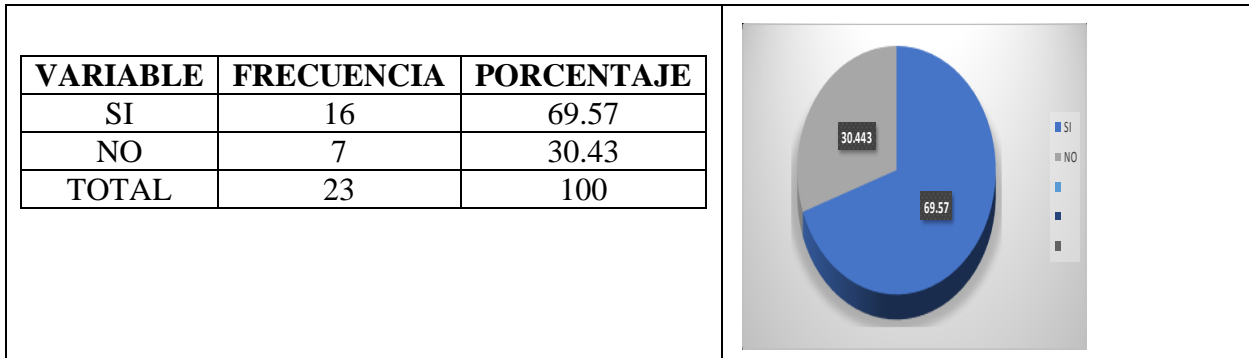 VARIABLE FRECUENCIA PORCENTAJE
SI 16 69.57
NO 7 30.43
TOTAL 23 100
30.443
69.57
SI
NO